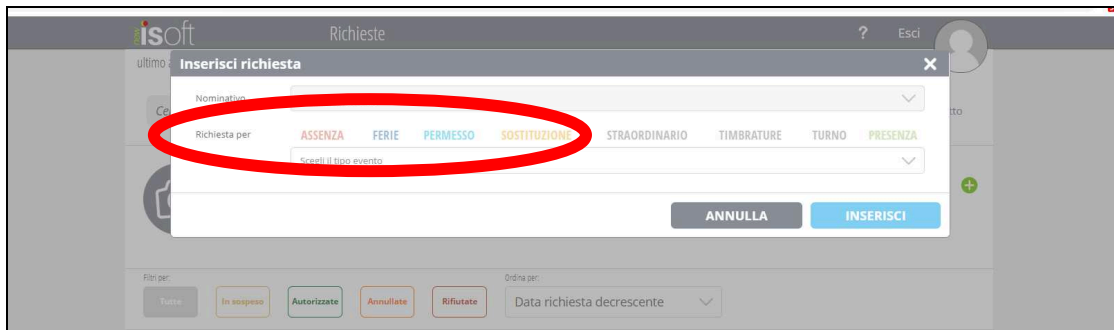 isoft Richieste ? Esci
ultimo
Inserisci richiesta
Nominativo
Richiesta per ASSENZA FERIE PERMESSO SOSTITUZIONE STRAORDINARIO TIMBRATURE TURNO PRESENZA
Scegli il tipo evento
ANNULLA INSERISCI
Filtri per: Ordina per:
Tutte In sospeso Autorizzate Annullate Rifiutate Data richiesta decrescente